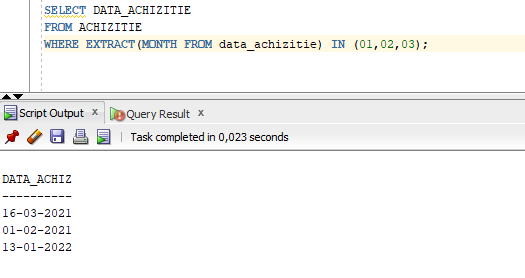 SELECT DATA_ACHIZITIE
FROM ACHIZITIE
WHERE EXTRACT(MONTH FROM data_achizitie) IN (01,02,03);
Script Output x Query Result x
Task completed in 0,023 seconds
DATA_ACHIZ
----------
16-03-2021
01-02-2021
13-01-2022